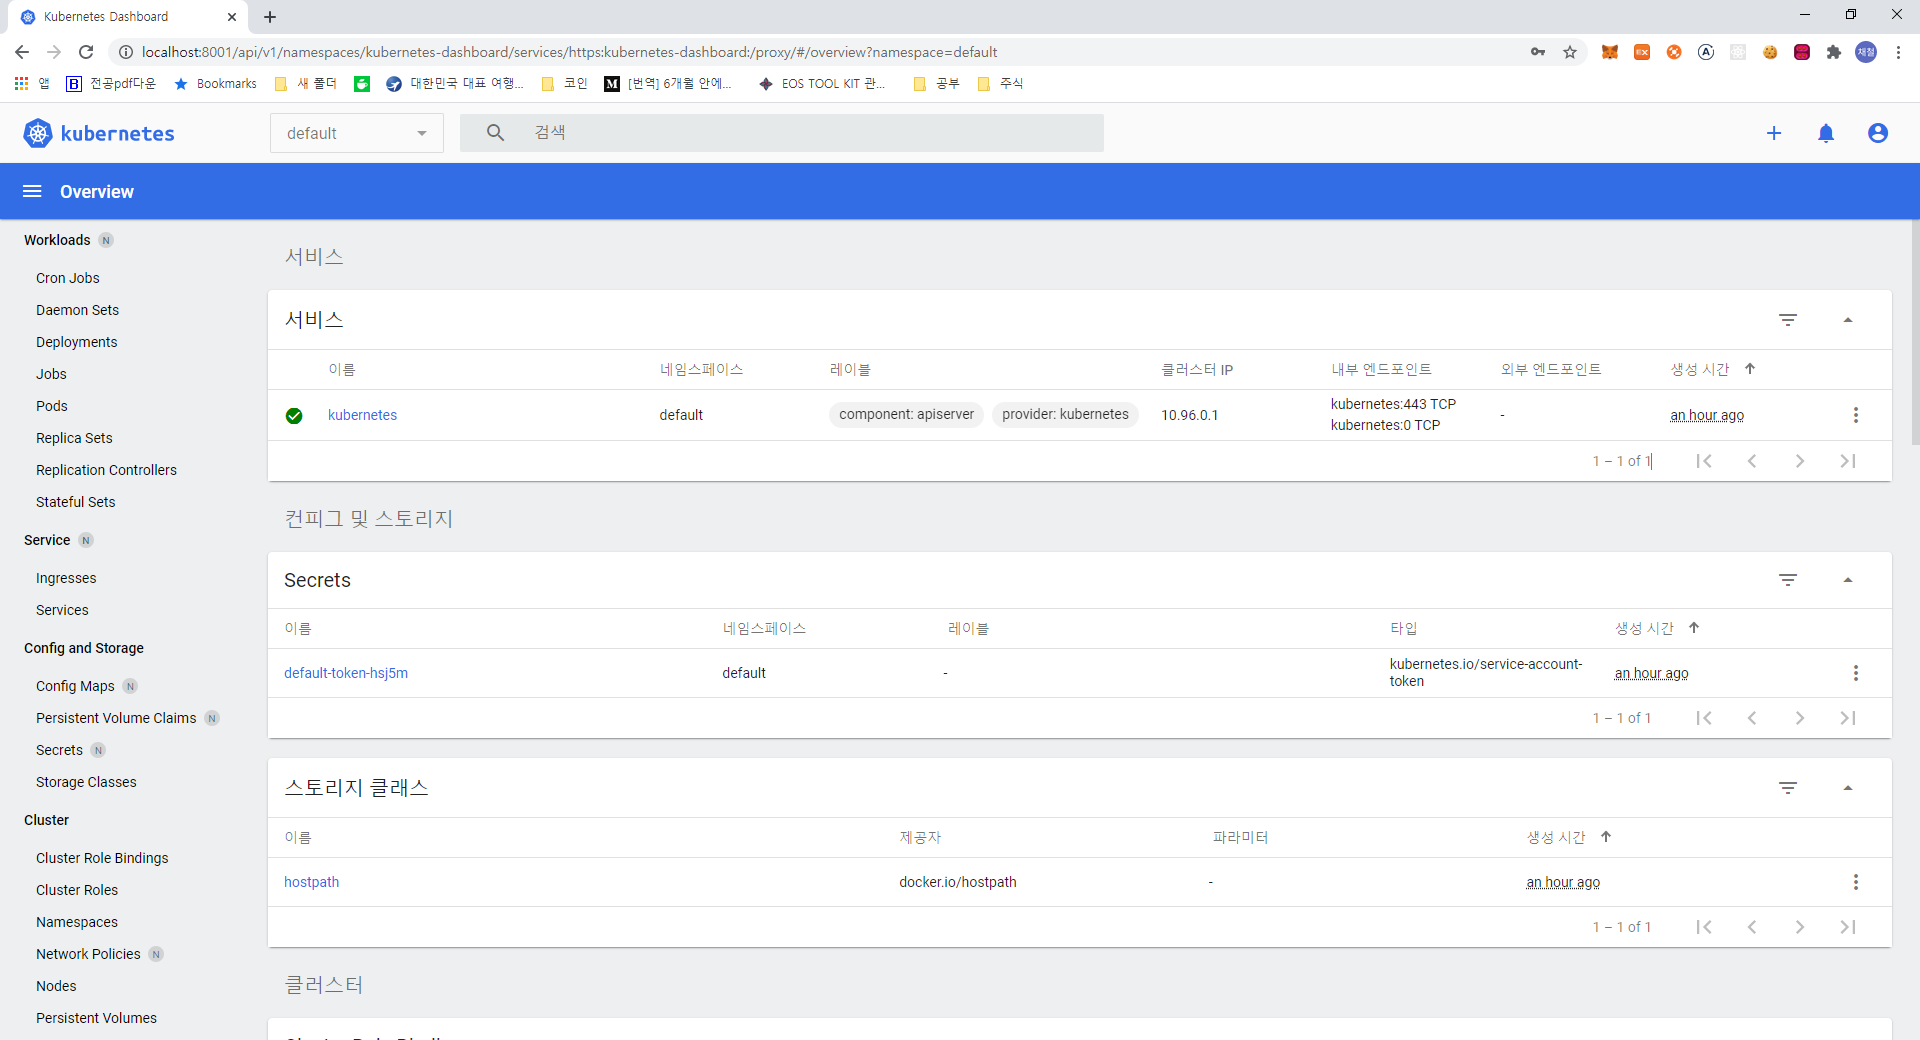 Kubernetes Dashboard
localhost:8001/api/v1/namespaces/kubernetes-dashboard/services/https:kubernetes-dashboard:/proxy/#/overview?namespace=default
EX
A
채철
앱
B 전공pdf다운
Bookmarks
새 폴더
대한민국 대표 여행...
코인
M [번역] 6개월 안에...
EOS TOOL KIT 관...
공부
주식
kubernetes
default
검색
Overview
Workloads N
Cron Jobs
Daemon Sets
Deployments
Jobs
Pods
Replica Sets
Replication Controllers
Stateful Sets
Service N
Ingresses
Services
Config and Storage
Config Maps N
Persistent Volume Claims N
Secrets N
Storage Classes
Cluster
Cluster Role Bindings
Cluster Roles
Namespaces
Network Policies N
Nodes
Persistent Volumes
서비스
서비스
이름 네임스페이스 레이블 클러스터 IP 내부 엔드포인트 외부 엔드포인트 생성 시간
kubernetes default component: apiserver provider: kubernetes 10.96.0.1 kubernetes:443 TCP - an hour ago
kubernetes:0 TCP
1 – 1 of 1
컨피그 및 스토리지
Secrets
이름 네임스페이스 레이블 타입 생성 시간
default-token-hsj5m default - kubernetes.io/service-account- an hour ago
token
1 – 1 of 1
스토리지 클래스
이름 제공자 파라미터 생성 시간
hostpath docker.io/hostpath - an hour ago
1 – 1 of 1
클러스터